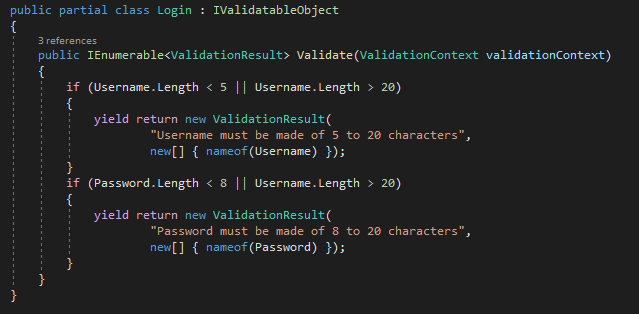 public partial class Login : IValidatableObject
{
3 references
public IEnumerable<ValidationResult> Validate(ValidationContext validationContext)
{
if (Username.Length < 5 || Username.Length > 20)
{
yield return new ValidationResult(
"Username must be made of 5 to 20 characters",
new[] { nameof(Username) });
}
if (Password.Length < 8 || Username.Length > 20)
{
yield return new ValidationResult(
"Password must be made of 8 to 20 characters",
new[] { nameof(Password) });
}
}
}